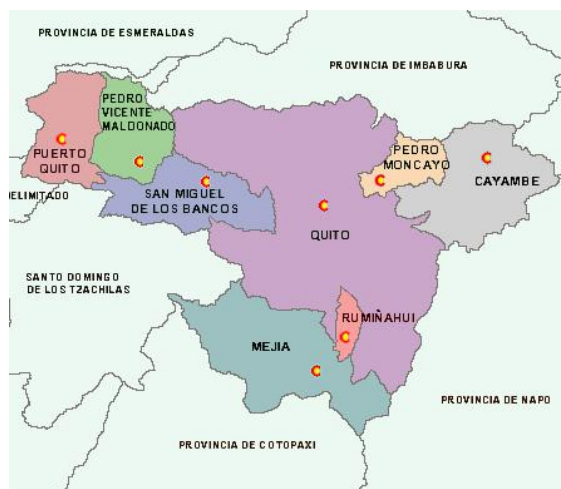 PROVINCIA DE ESMERALDAS
PROVINCIA DE IMBABURA
PEDRO
VICENTE
MALDONADO
PUERTO
QUITO
PEDRO
MONCAYO
CAYAMBE
DELIMITADO
SAN MIGUEL
DE LOS BANCOS
QUITO
SANTO DOMINGO
DE LOS TZACHILAS
RUMIÑAHUI
MEJIA
PROVINCIA DE NAPO
PROVINCIA DE COTOPAXI